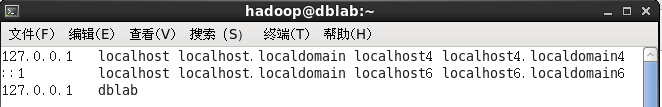 hadoop@dblab:~
文件(F) 编辑(E) 查看(V) 搜索 (S) 终端(T) 帮助(H)
127.0.0.1 localhost localhost.localdomain localhost4 localhost4.localdomain4
::1 localhost localhost.localdomain localhost6 localhost6.localdomain6
127.0.0.1 dblab